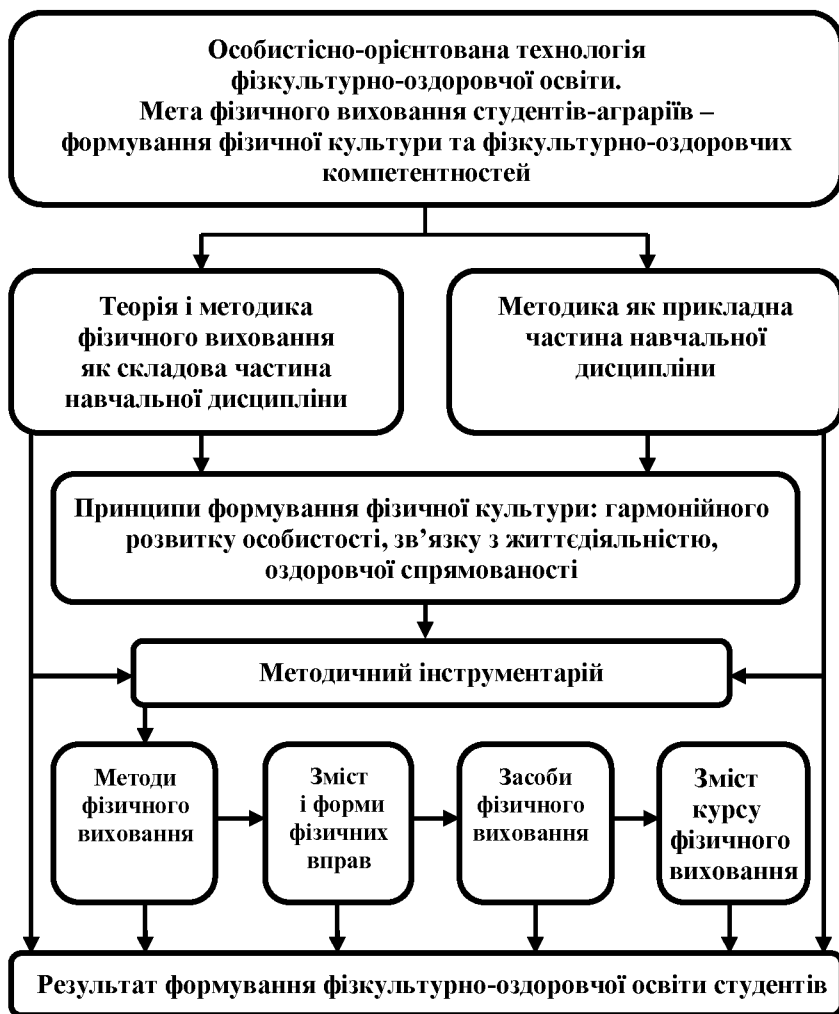 Особистісно-орієнтована технологія
фізкультурно-оздоровчої освіти.
Мета фізичного виховання студентів-аграріїв –
формування фізичної культури та фізкультурно-оздоровчих
компетентностей
Теорія і методика
фізичного виховання
як складова частина
навчальної дисципліни
Методика як прикладна
частина навчальної
дисципліни
Принципи формування фізичної культури: гармонійного
розвитку особистості, зв’язку з життєдіяльністю,
оздоровчої спрямованості
Методичний інструментарій
Методи
фізичного
виховання
Зміст
і форми
фізичних
вправ
Засоби
фізичного
виховання
Зміст
курсу
фізичного
виховання
Результат формування фізкультурно-оздоровчої освіти студентів